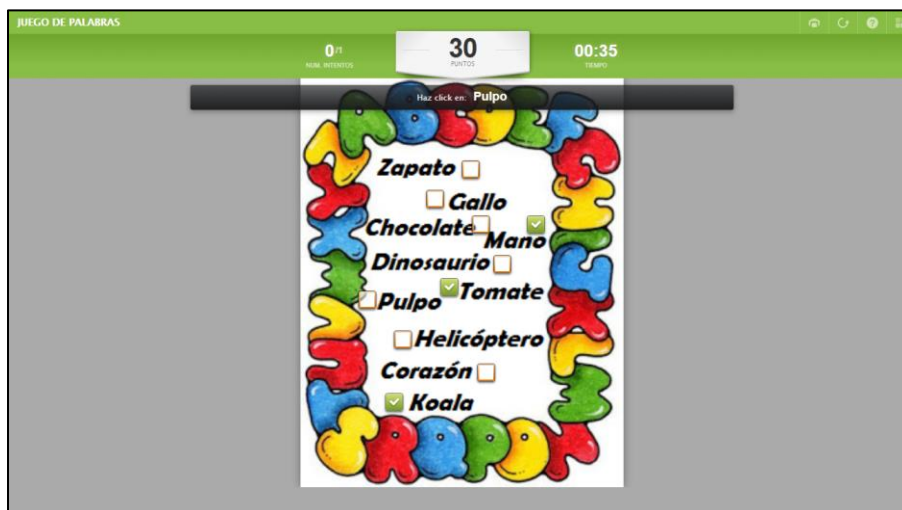 JUEGO DE PALABRAS
0/1
NUM. INTENTOS
30
PUNTOS
00:35
TIEMPO
Haz click en: Pulpo
Zapato
Gallo
Chocolate
Mano
Dinosaurio
Tomate
Pulpo
Helicóptero
Corazón
Koala